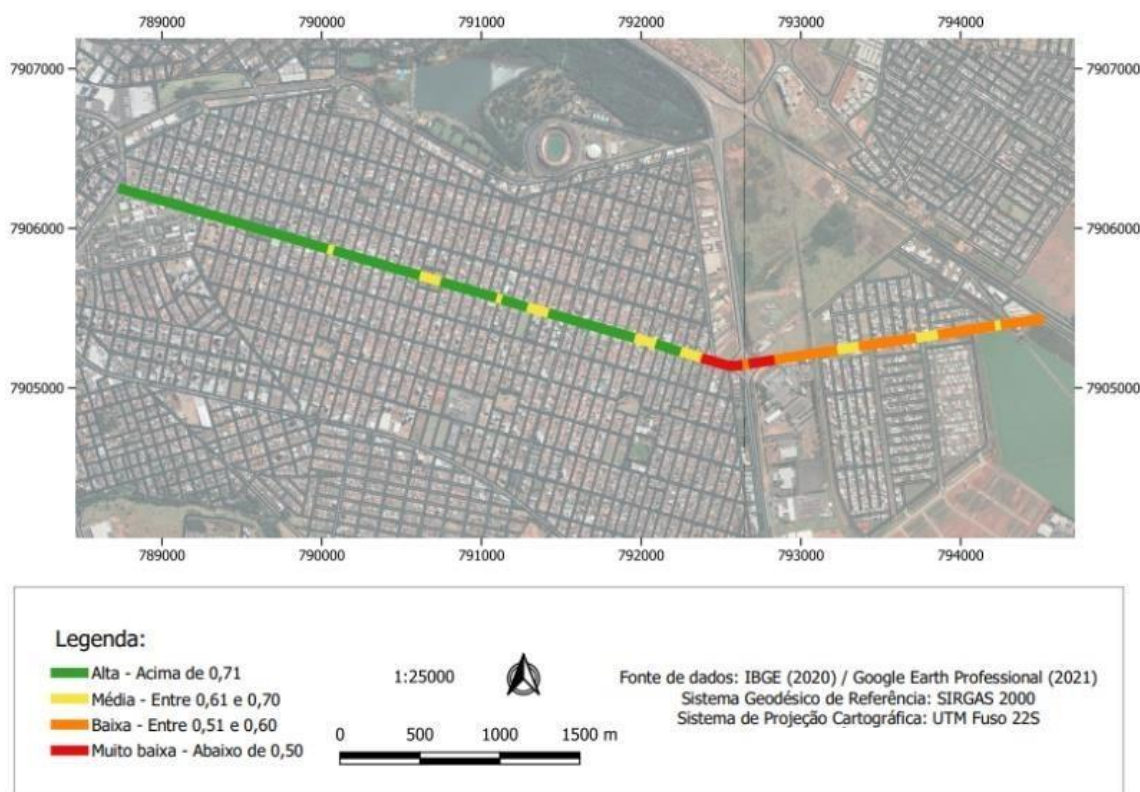 789000 790000 791000 792000 793000 794000
7907000 7907000
7906000 7906000
7905000 7905000
789000 790000 791000 792000 793000 794000
Legenda:
Alta - Acima de 0,71
Média - Entre 0,61 e 0,70
Baixa - Entre 0,51 e 0,60
Muito baixa - Abaixo de 0,50
1:25000
0 500 1000 1500 m
Fonte de dados: IBGE (2020) / Google Earth Professional (2021)
Sistema Geodésico de Referência: SIRGAS 2000
Sistema de Projeção Cartográfica: UTM Fuso 22S